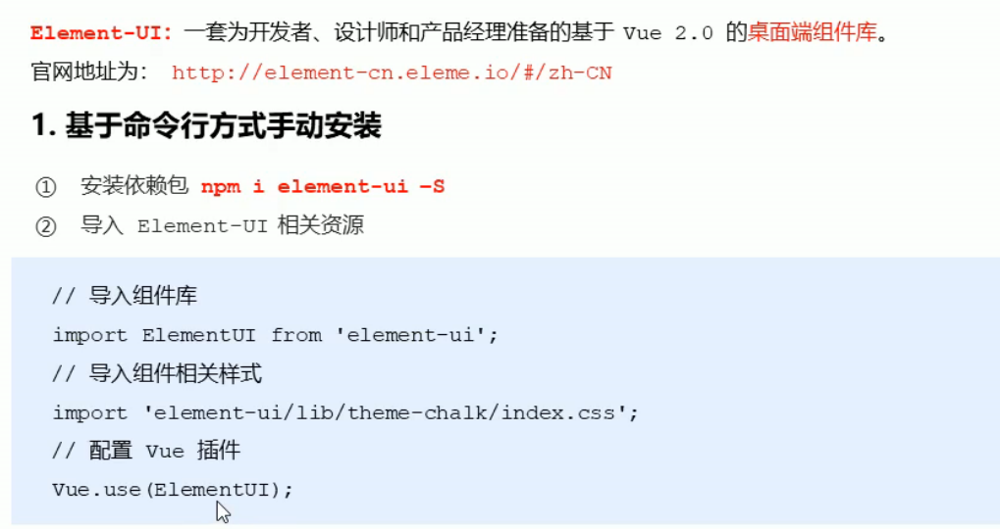 Element-UI: 一套为开发者、设计师和产品经理准备的基于 Vue 2.0 的桌面端组件库。
官网地址为： http://element-cn.eleme.io/#/zh-CN
1. 基于命令行方式手动安装
① 安装依赖包 npm i element-ui –S
② 导入 Element-UI 相关资源
// 导入组件库
import ElementUI from 'element-ui';
// 导入组件相关样式
import 'element-ui/lib/theme-chalk/index.css';
// 配置 Vue 插件
Vue.use(ElementUI);